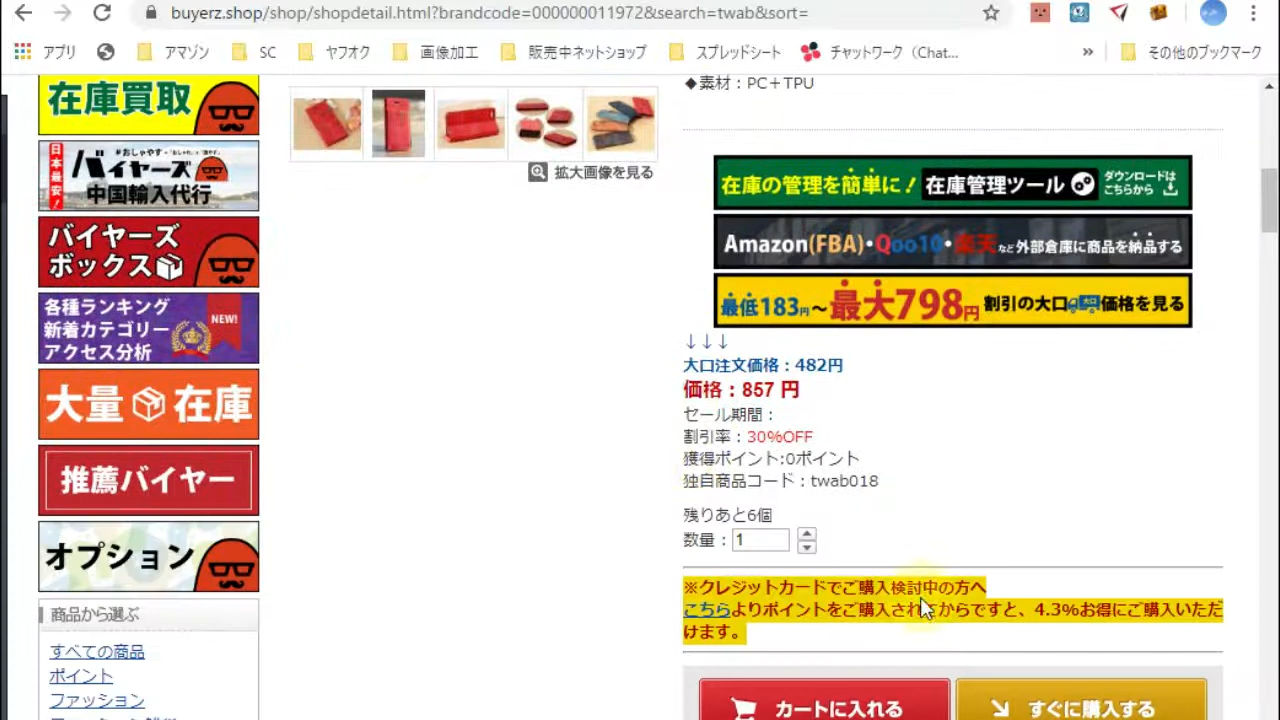 buyerz.shop/shop/shopdetail.html?brandcode=000000011972&search=twab&sort=
アプリ
アマゾン
SC
ヤフオク
画像加工
販売中ネットショップ
スプレッドシート
チャットワーク（Chat...
»
その他のブックマーク
在庫買取
日本最安!
#おしゃやす
バイヤーズ
中国輸入代行
バイヤーズ
ボックス
各種ランキング
新着カテゴリー
アクセス分析
NEW!
大量 在庫
推薦バイヤー
オプション
商品から選ぶ
すべての商品
ポイント
ファッション
拡大画像を見る
◆素材：PC＋TPU
在庫の管理を簡単に！ 在庫管理ツール ダウンロードは
こちらから
Amazon(FBA)・Qoo10・楽天など外部倉庫に商品を納品する
最低183円～最大798円 割引の大口 大口 価格を見る
↓↓↓
大口注文価格：482円
価格：857 円
セール期間：
割引率：30%OFF
獲得ポイント:0ポイント
独自商品コード：twab018
残りあと6個
数量： 1
※クレジットカードでご購入検討中の方へ
こちらよりポイントをご購入されてからですと、4.3%お得にご購入いただ
けます。
カートに入れる
すぐに購入する